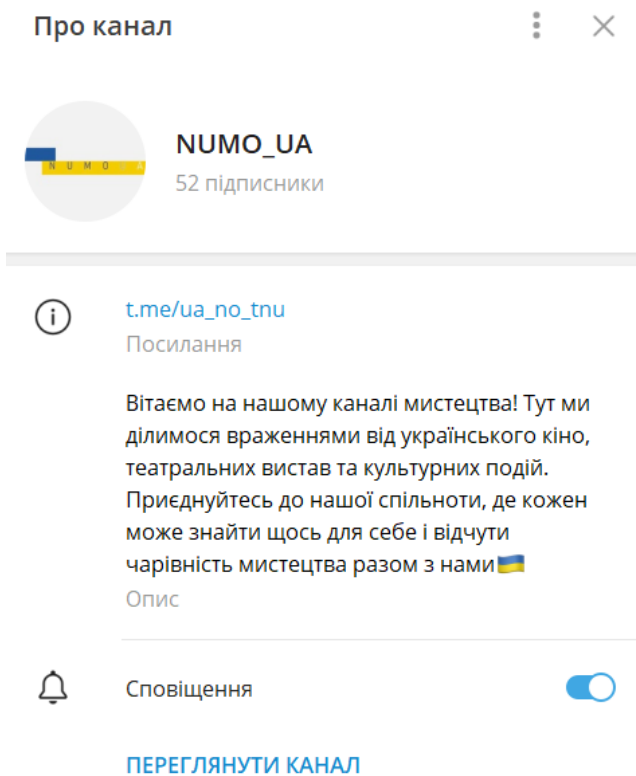 Про канал
NUMO
NUMO_UA
52 підписники
t.me/ua_no_tnu
Посилання
Вітаємо на нашому каналі мистецтва! Тут ми
ділимося враженнями від українського кіно,
театральних вистав та культурних подій.
Приєднуйтесь до нашої спільноти, де кожен
може знайти щось для себе і відчути
чарівність мистецтва разом з нами🇺🇦
Опис
Сповіщення
ПЕРЕГЛЯНУТИ КАНАЛ